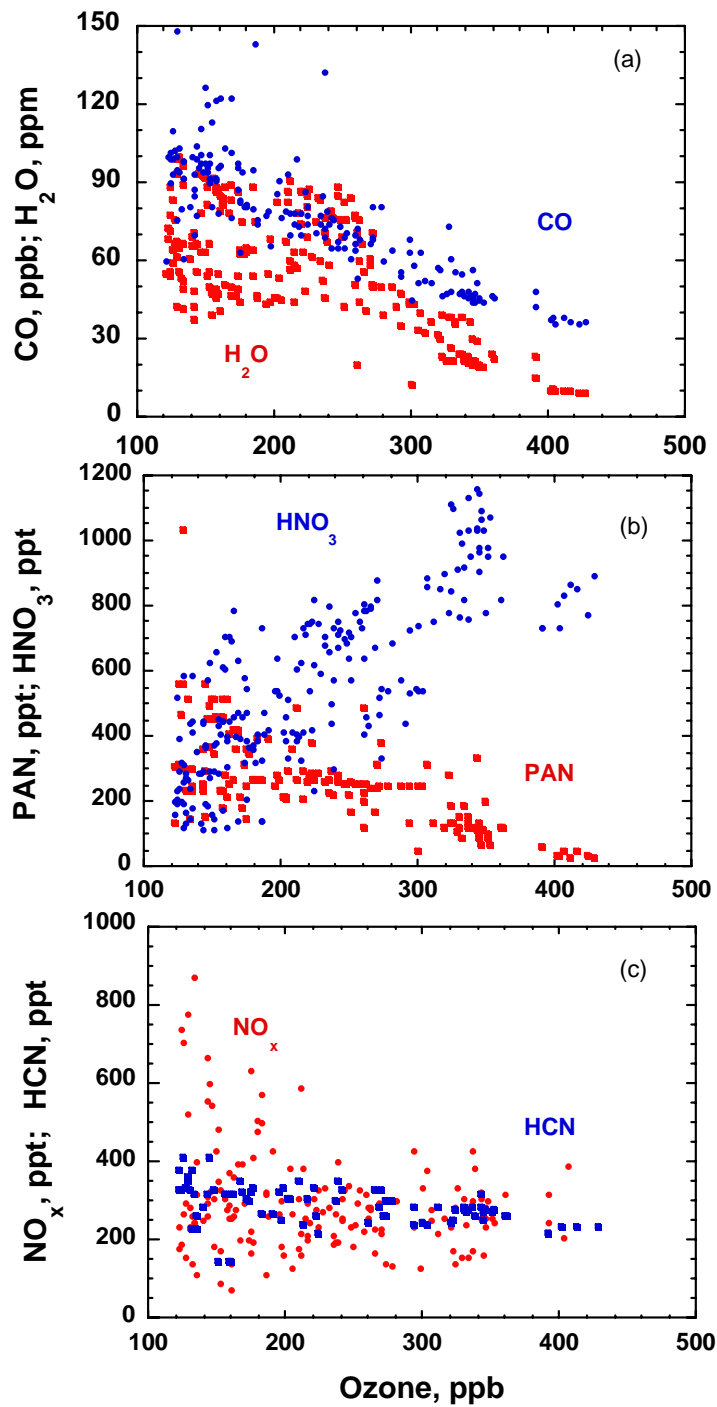 150
120
90
60
30
0
CO, ppb; H2O, ppm
(a)
CO
H2O
100 200 300 400 500
1200
1000
800
600
400
200
0
PAN, ppt; HNO3, ppt
HNO3
(b)
PAN
100 200 300 400 500
1000
800
600
400
200
0
NOx, ppt; HCN, ppt
(c)
NOx
HCN
100 200 300 400 500
Ozone, ppb